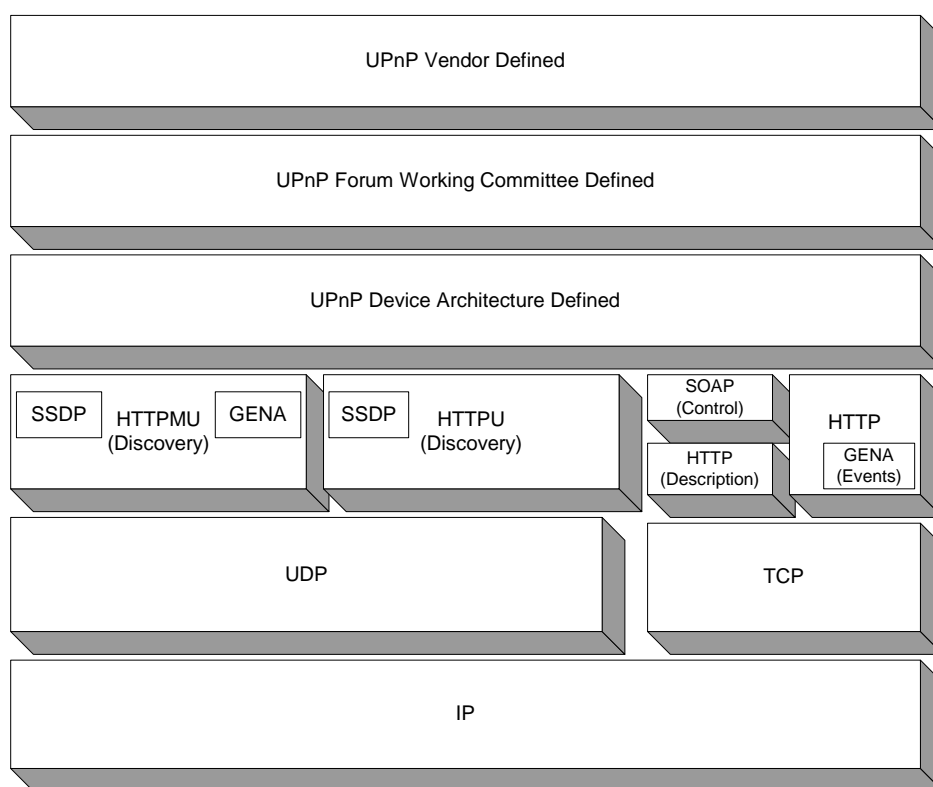 UPnP Vendor Defined
UPnP Forum Working Committee Defined
UPnP Device Architecture Defined
SSDP
HTTPMU
(Discovery)
GENA
SSDP
HTTPU
(Discovery)
SOAP
(Control)
HTTP
(Description)
HTTP
GENA
(Events)
UDP
TCP
IP